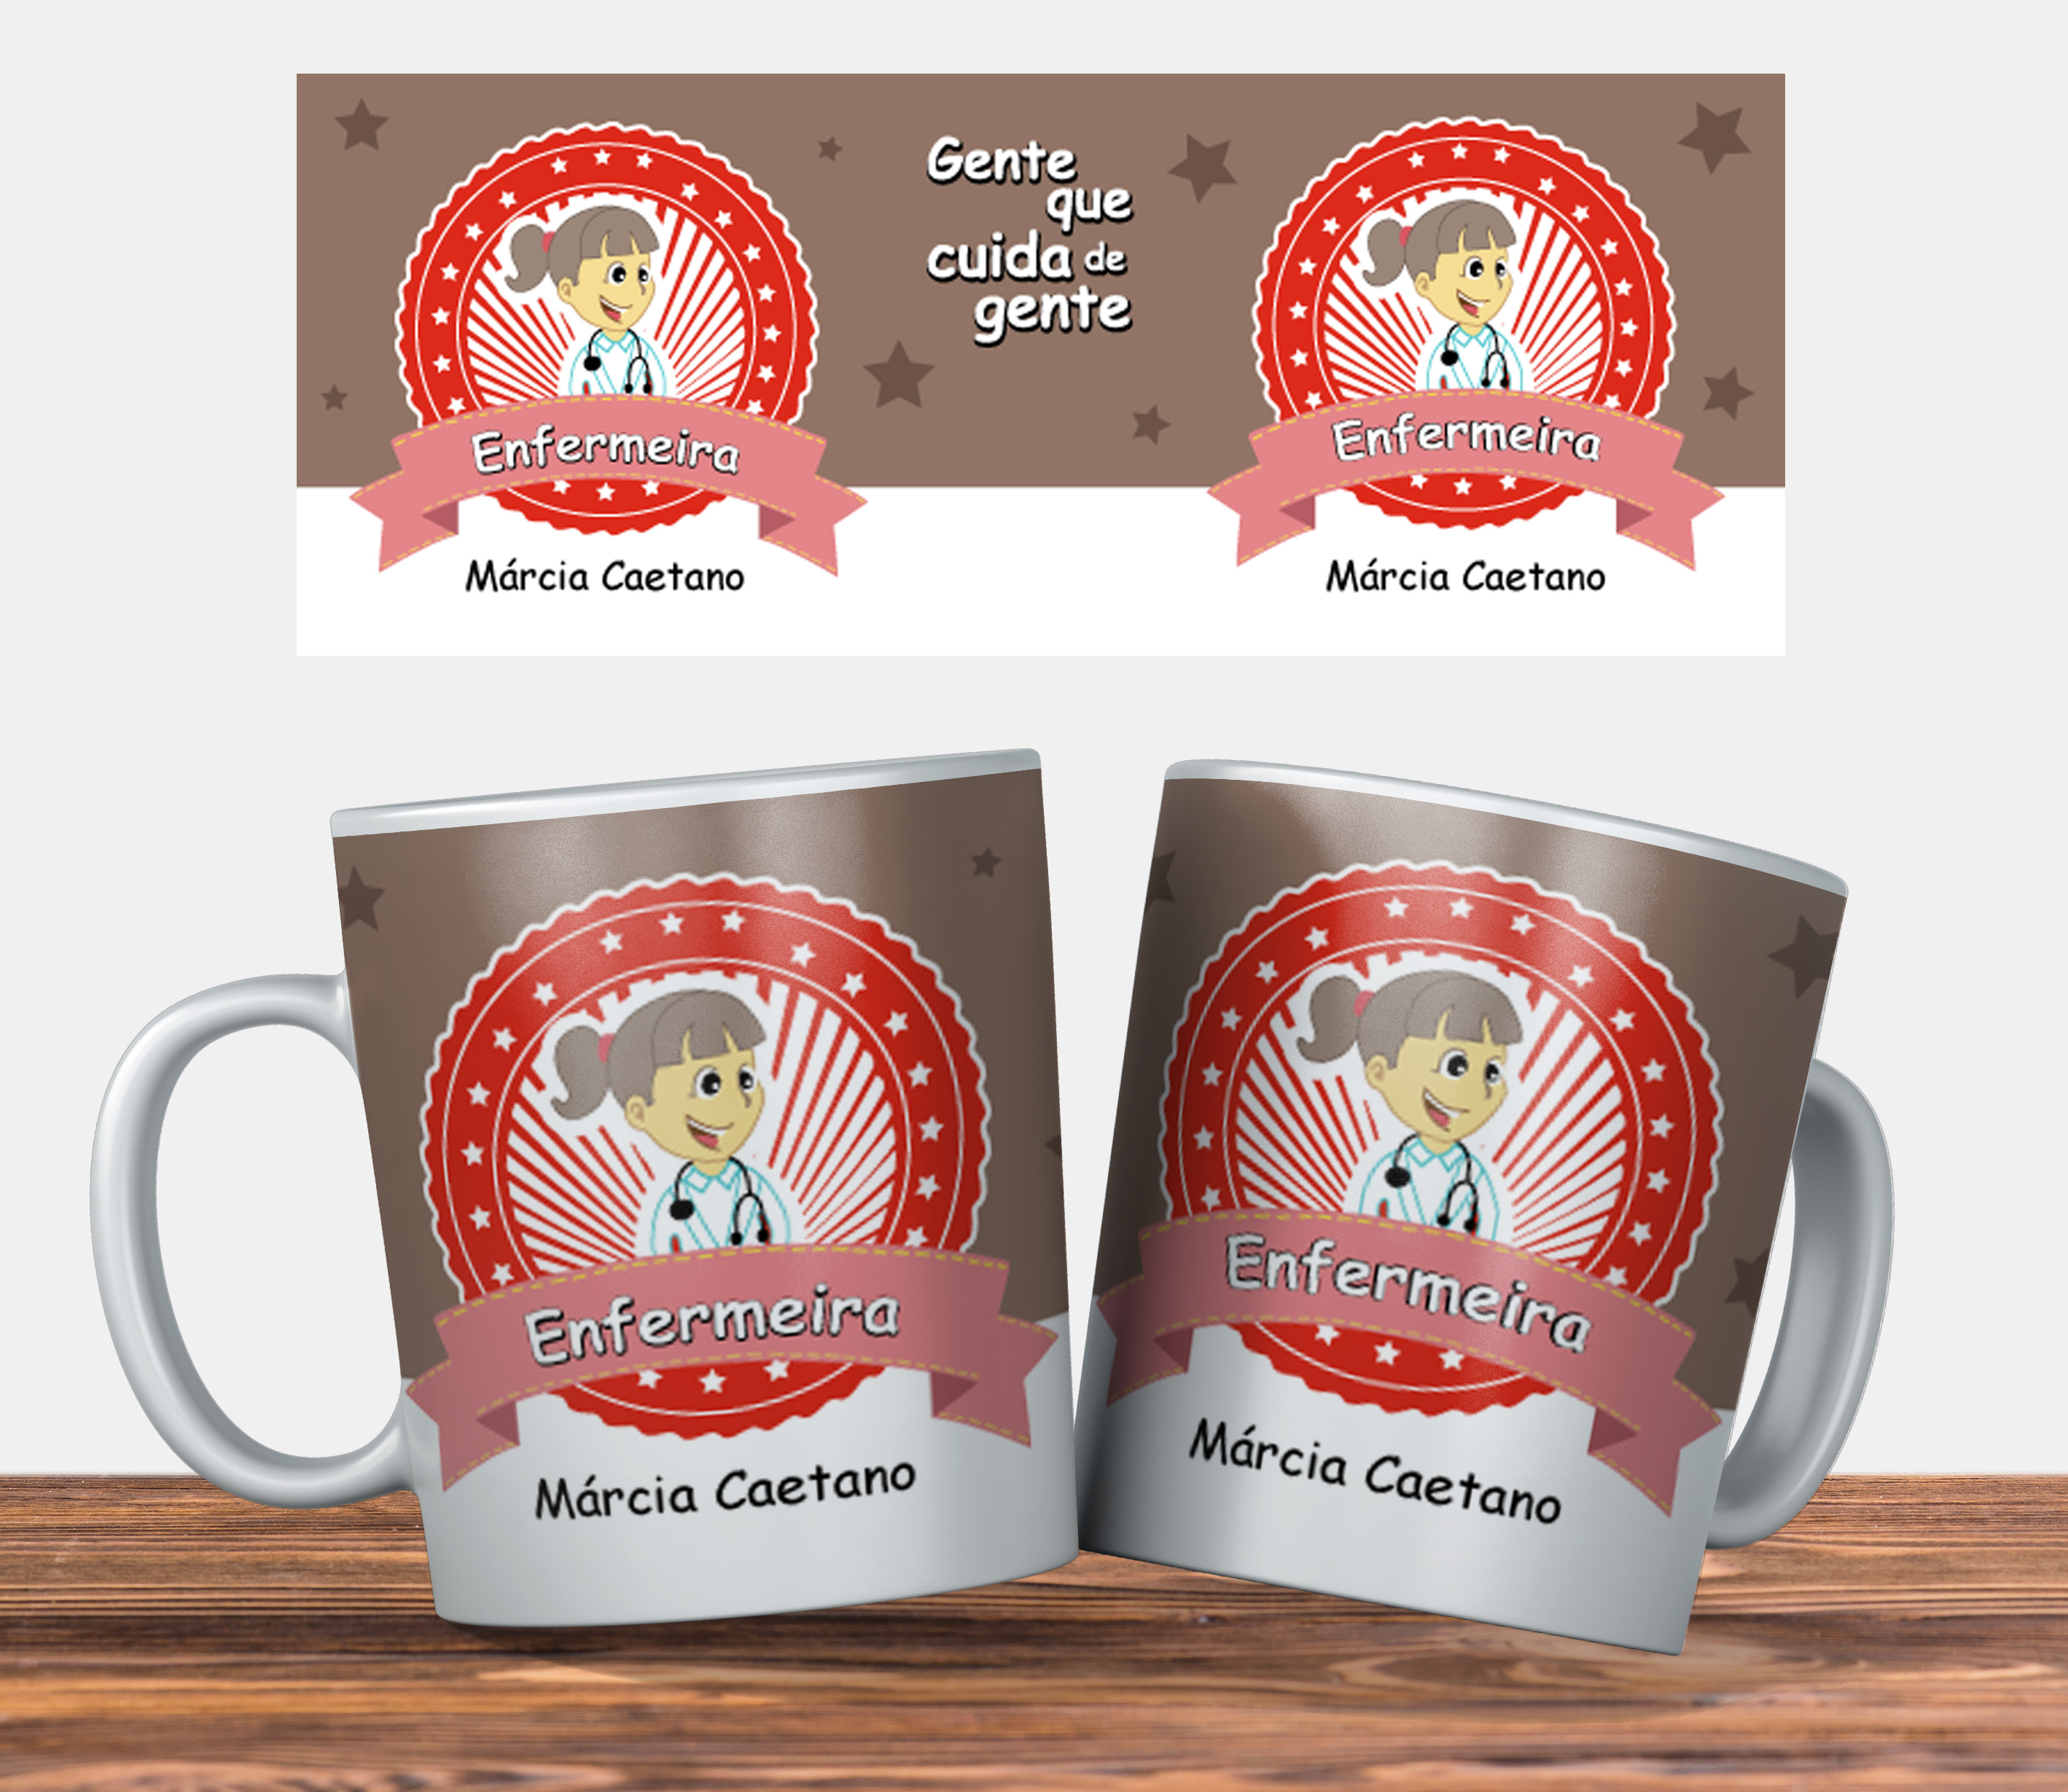 Gente
que
cuida de
gente
Enfermeira
Márcia Caetano
Enfermeira
Márcia Caetano
Enfermeira
Márcia Caetano
Enfermeira
Márcia Caetano